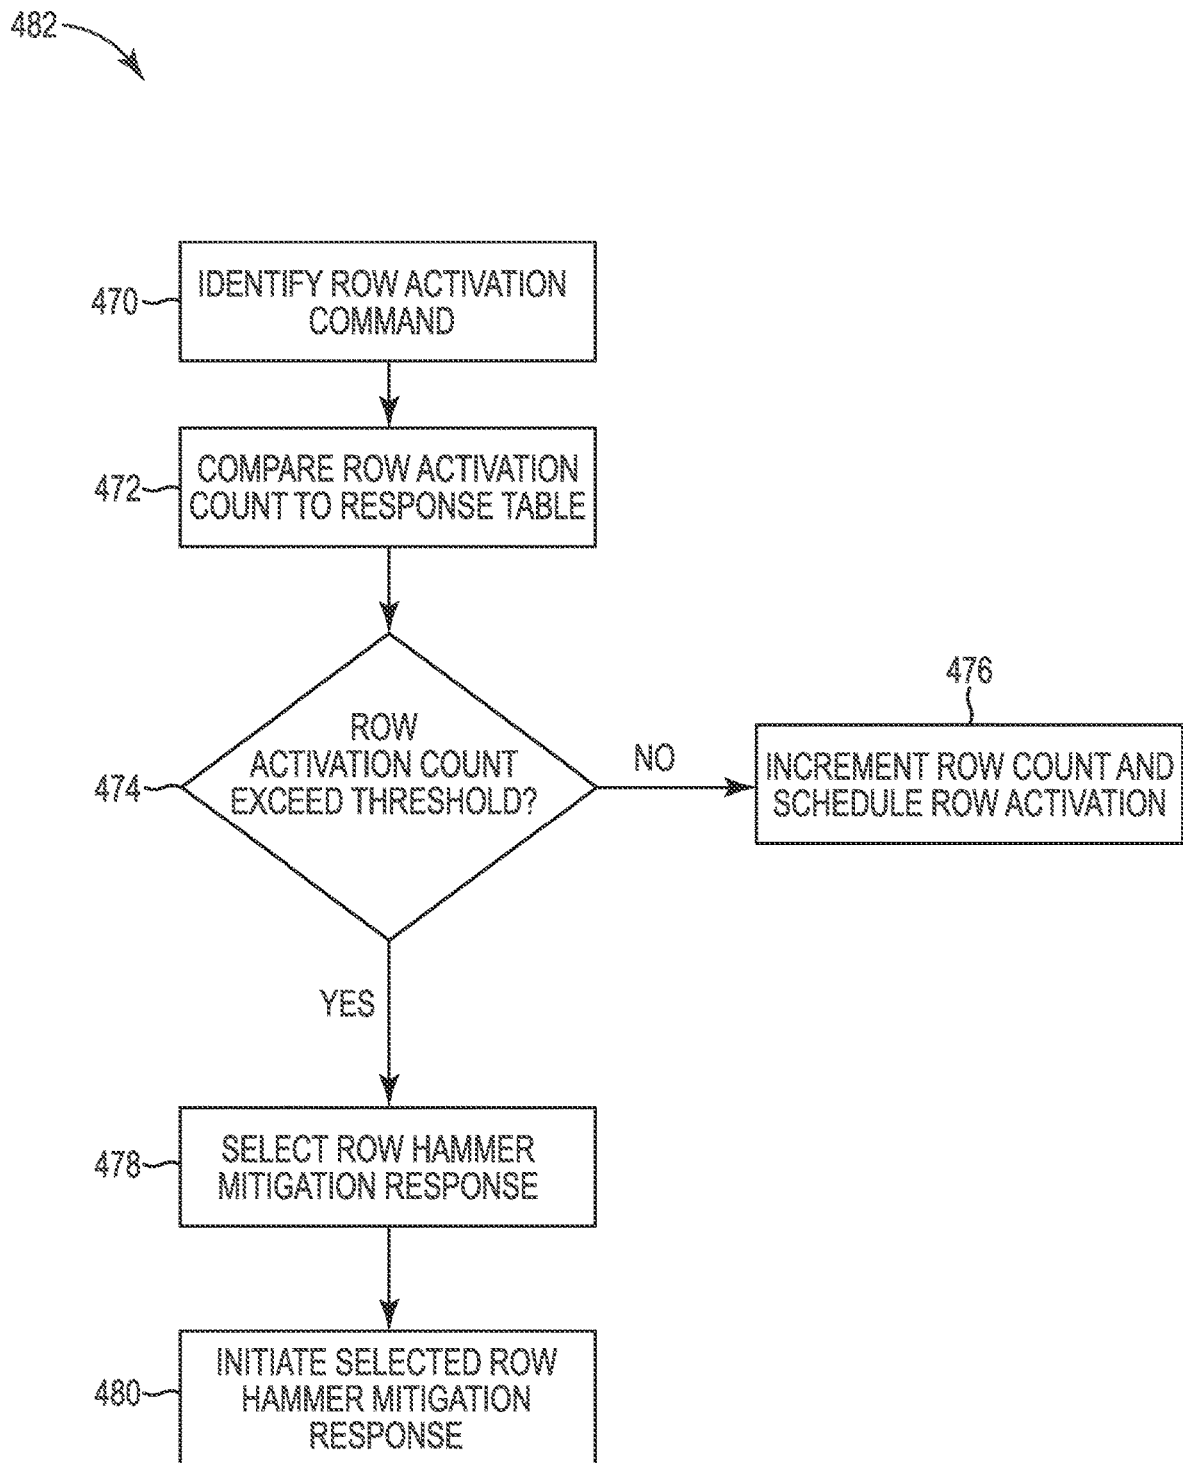 482
470
IDENTIFY ROW ACTIVATION
COMMAND
472
COMPARE ROW ACTIVATION
COUNT TO RESPONSE TABLE
474
ROW
ACTIVATION COUNT
EXCEED THRESHOLD?
NO
476
INCREMENT ROW COUNT AND
SCHEDULE ROW ACTIVATION
YES
478
SELECT ROW HAMMER
MITIGATION RESPONSE
480
INITIATE SELECTED ROW
HAMMER MITIGATION
RESPONSE